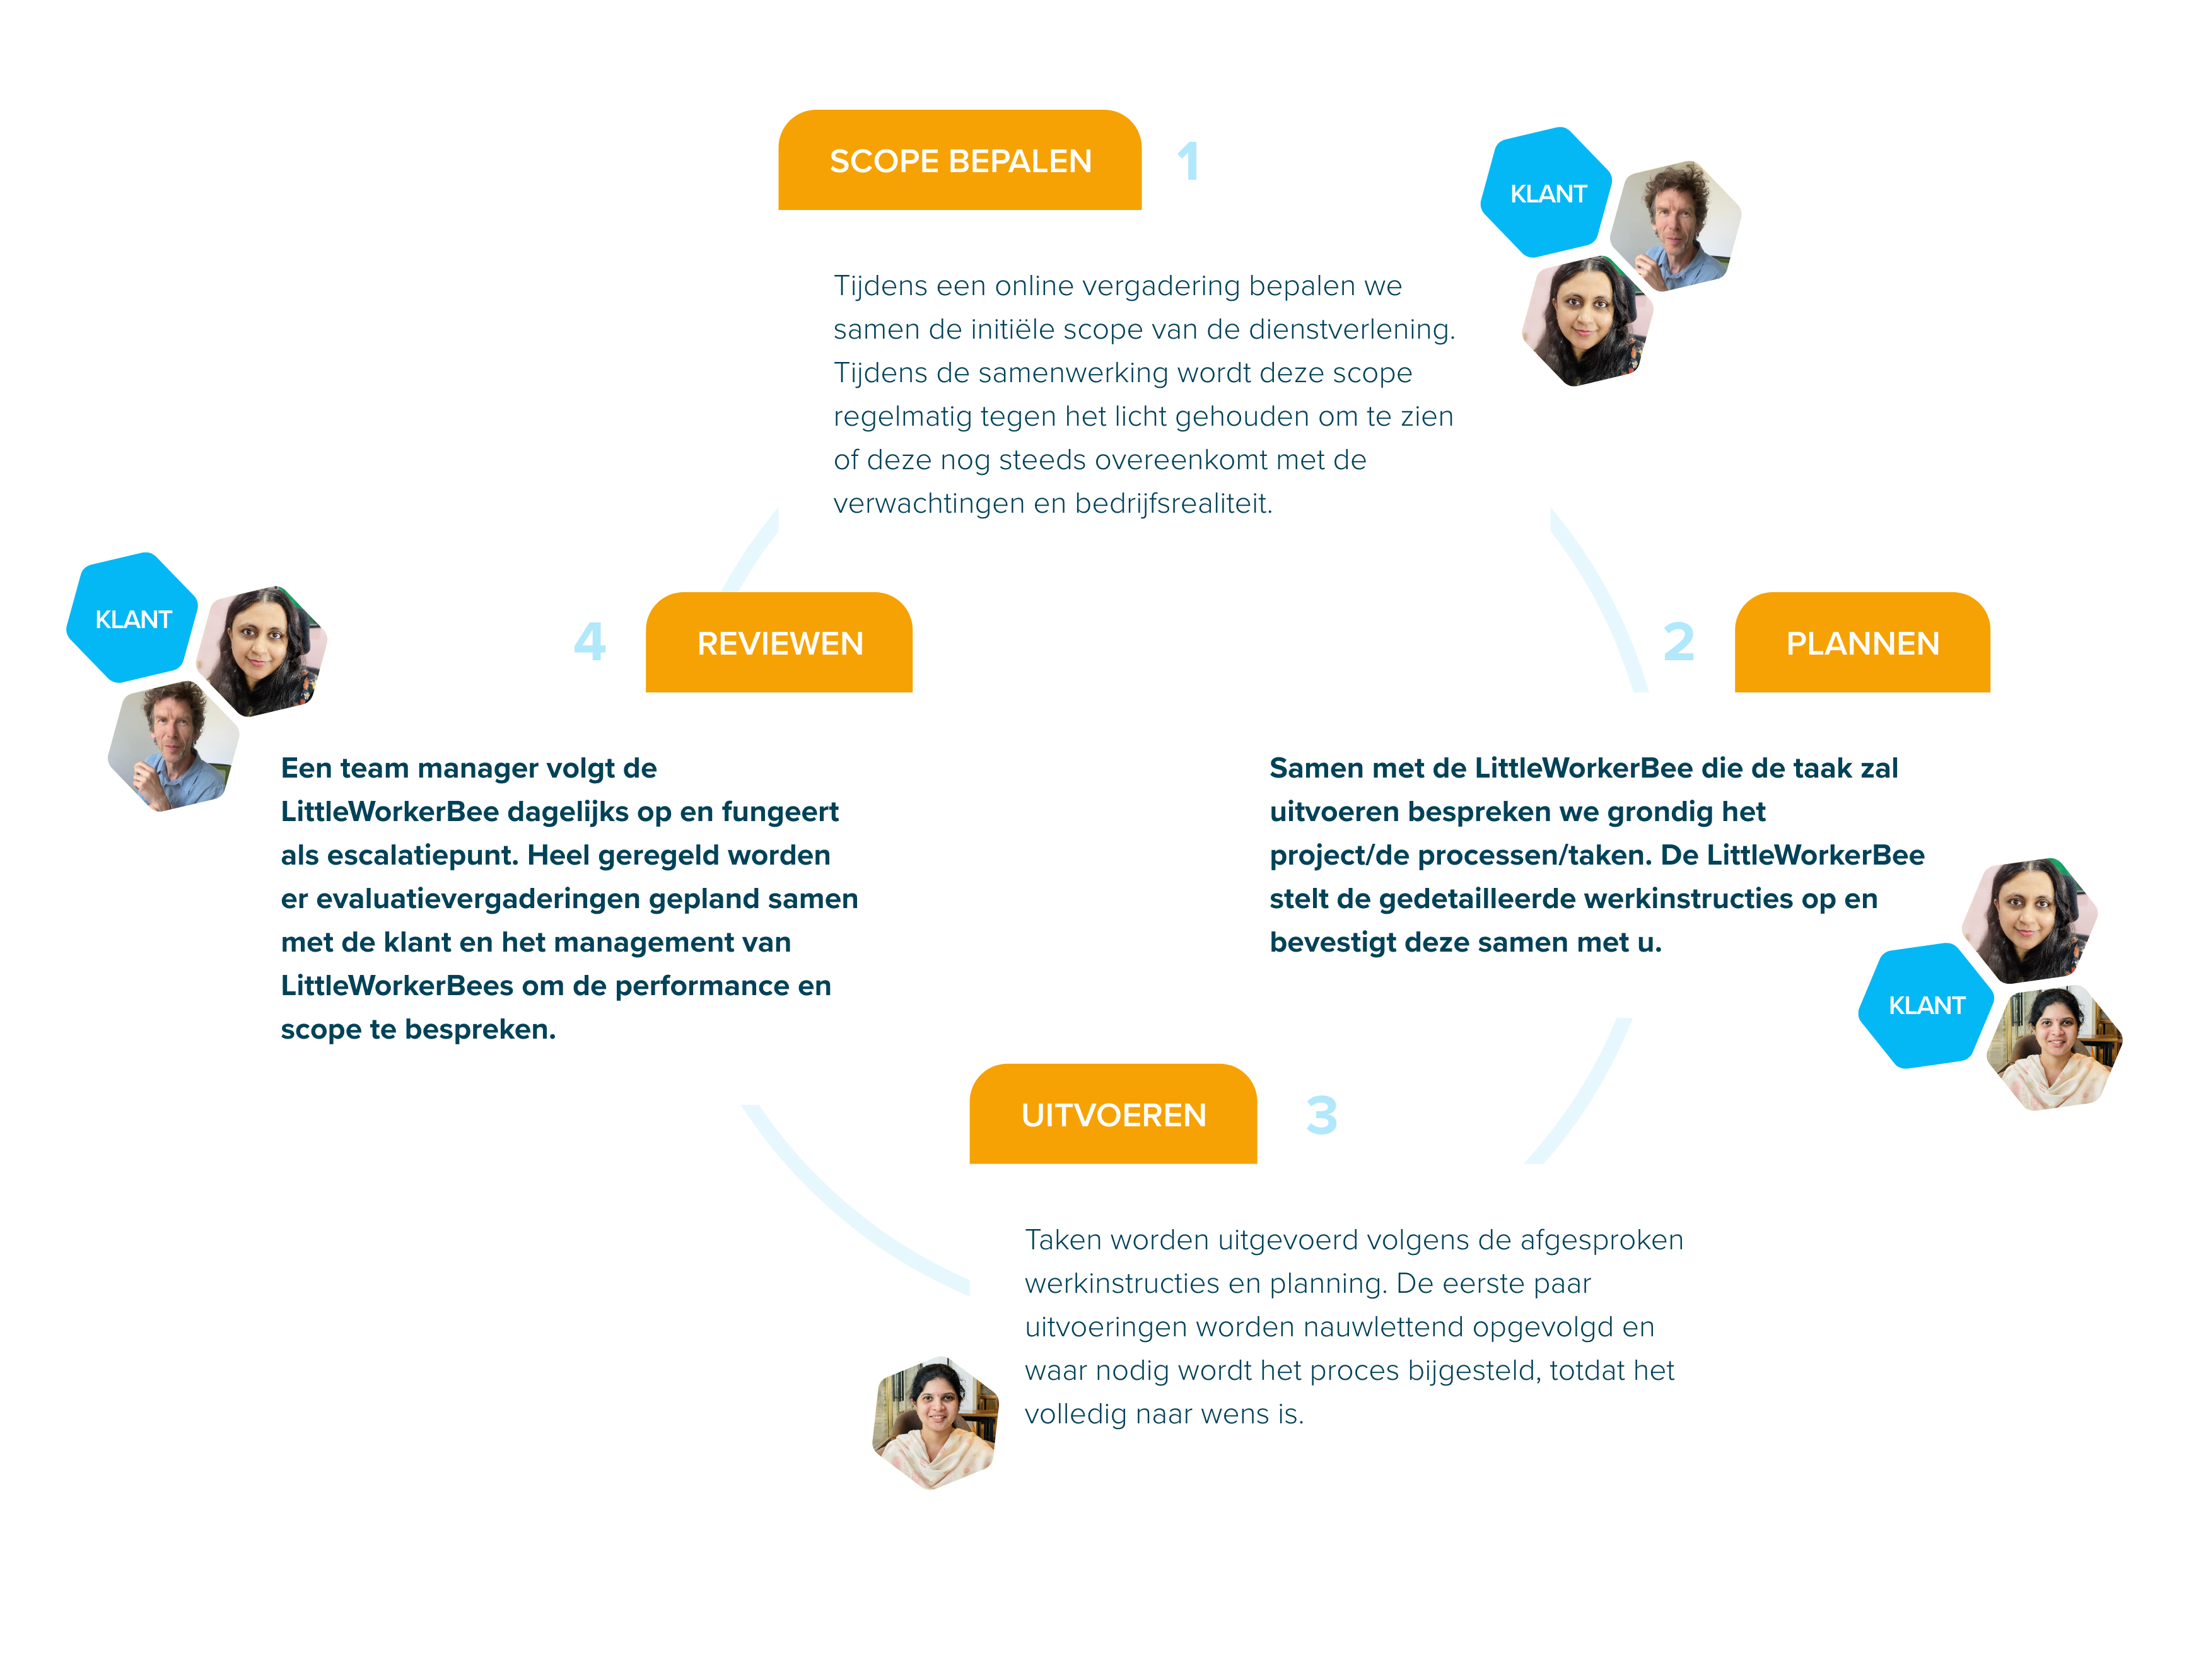 SCOPE BEPALEN
1
KLANT
Tijdens een online vergadering bepalen we
samen de initiële scope van de dienstverlening.
Tijdens de samenwerking wordt deze scope
regelmatig tegen het licht gehouden om te zien
of deze nog steeds overeenkomt met de
verwachtingen en bedrijfsrealiteit.
2
PLANNEN
Samen met de LittleWorkerBee die de taak zal
uitvoeren bespreken we grondig het
project/de processen/taken. De LittleWorkerBee
stelt de gedetailleerde werkinstructies op en
bevestigt deze samen met u.
KLANT
UITVOEREN
3
Taken worden uitgevoerd volgens de afgesproken
werkinstructies en planning. De eerste paar
uitvoeringen worden nauwlettend opgevolgd en
waar nodig wordt het proces bijgesteld, totdat het
volledig naar wens is.
KLANT
4
REVIEWEN
Een team manager volgt de
LittleWorkerBee dagelijks op en fungeert
als escalatiepunt. Heel geregeld worden
er evaluatievergaderingen gepland samen
met de klant en het management van
LittleWorkerBees om de performance en
scope te bespreken.